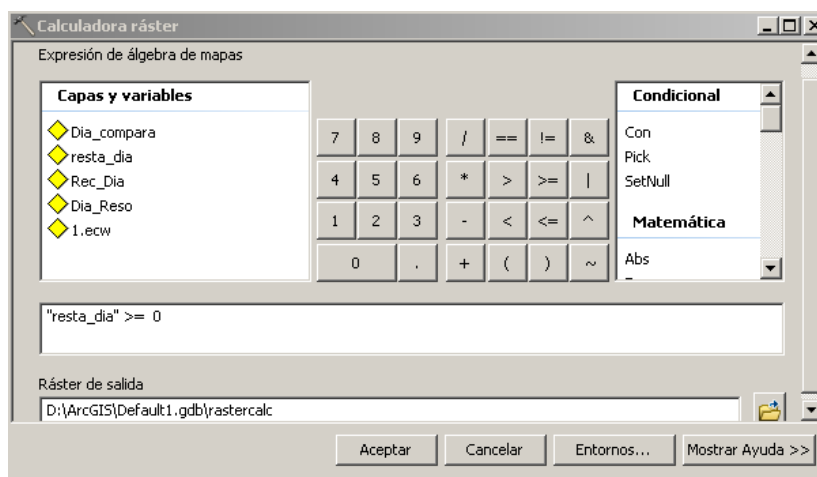 Calculadora ráster
Expresión de álgebra de mapas
Capas y variables
Dia_compara
resta_dia
Rec_Dia
Dia_Reso
1.ecw
7 8 9 / == != &
4 5 6 * > >= |
1 2 3 - < <= ^
0 . + ( ) ~
Condicional
Con
Pick
SetNull
Matemática
Abs
"resta_dia" >= 0
Ráster de salida
D:\ArcGIS\Default1.gdb\rastercalc
Aceptar Cancelar Entornos... Mostrar Ayuda >>